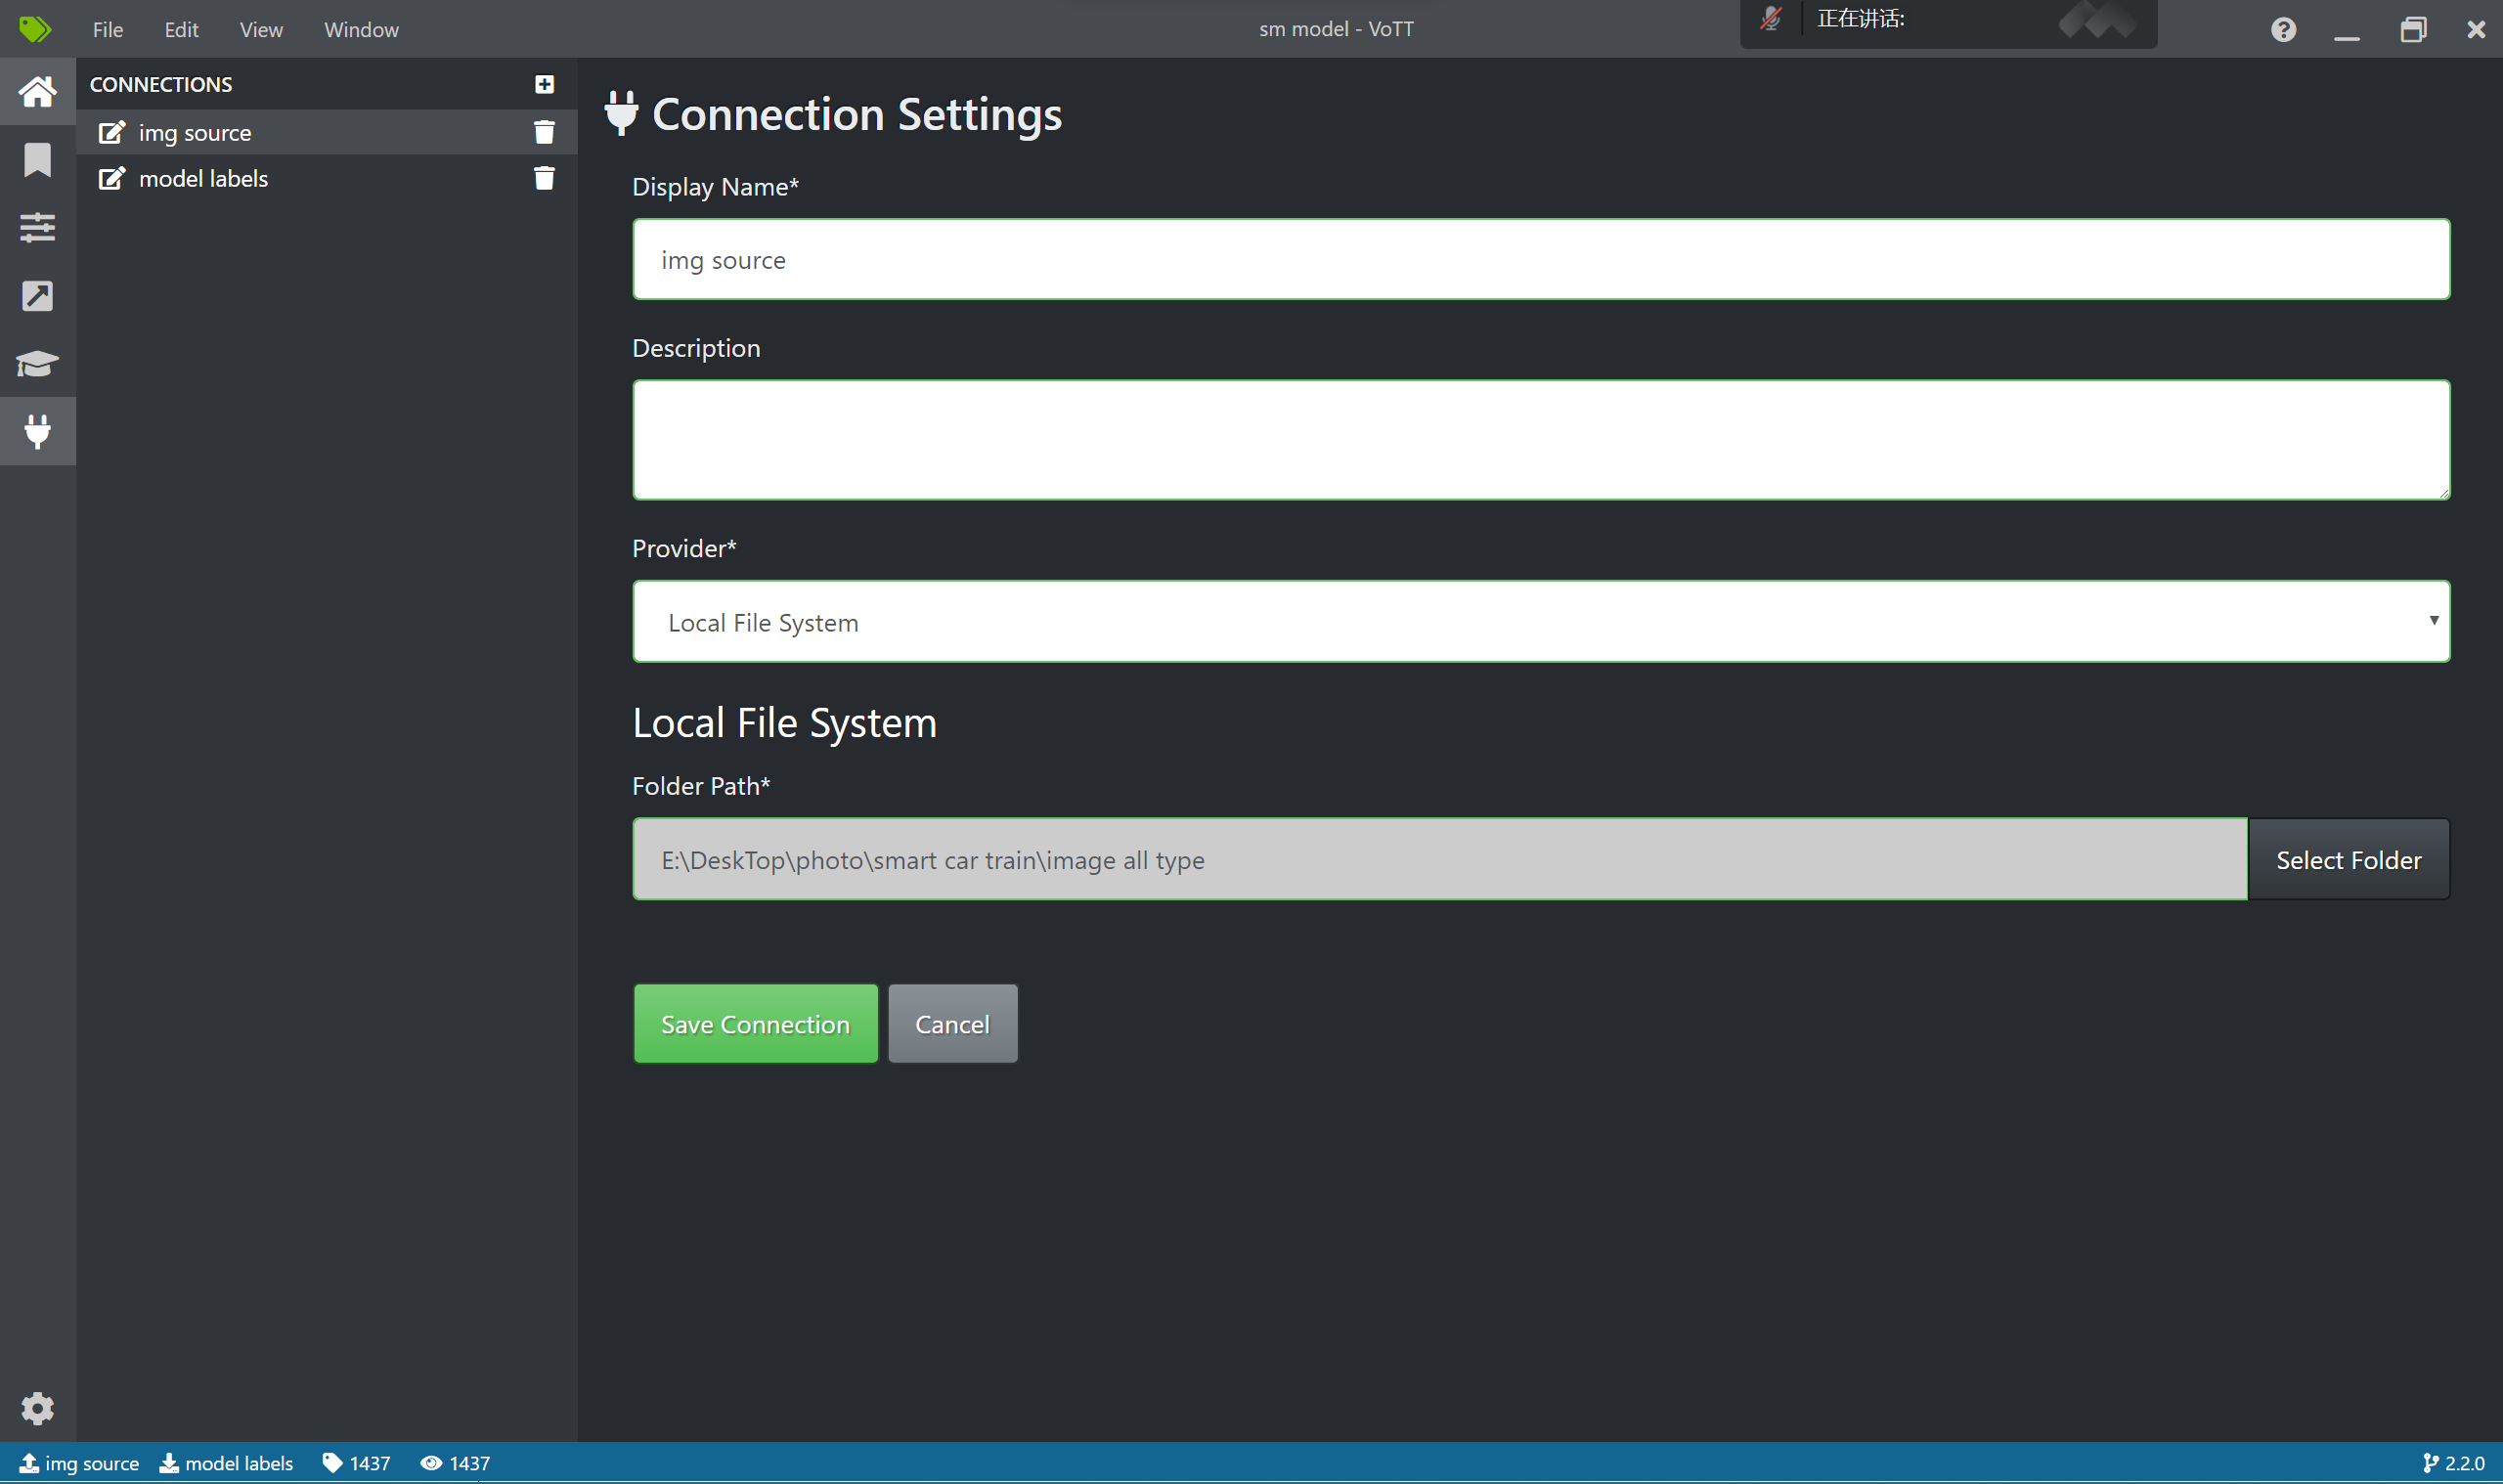 File Edit View Window
sm model - VoTT
正在讲话:
CONNECTIONS
img source
model labels
Connection Settings
Display Name*
img source
Description
Provider*
Local File System
Local File System
Folder Path*
E:\DeskTop\photo\smart car train\image all type
Select Folder
Save Connection
Cancel
img source model labels 1437 1437
2.2.0